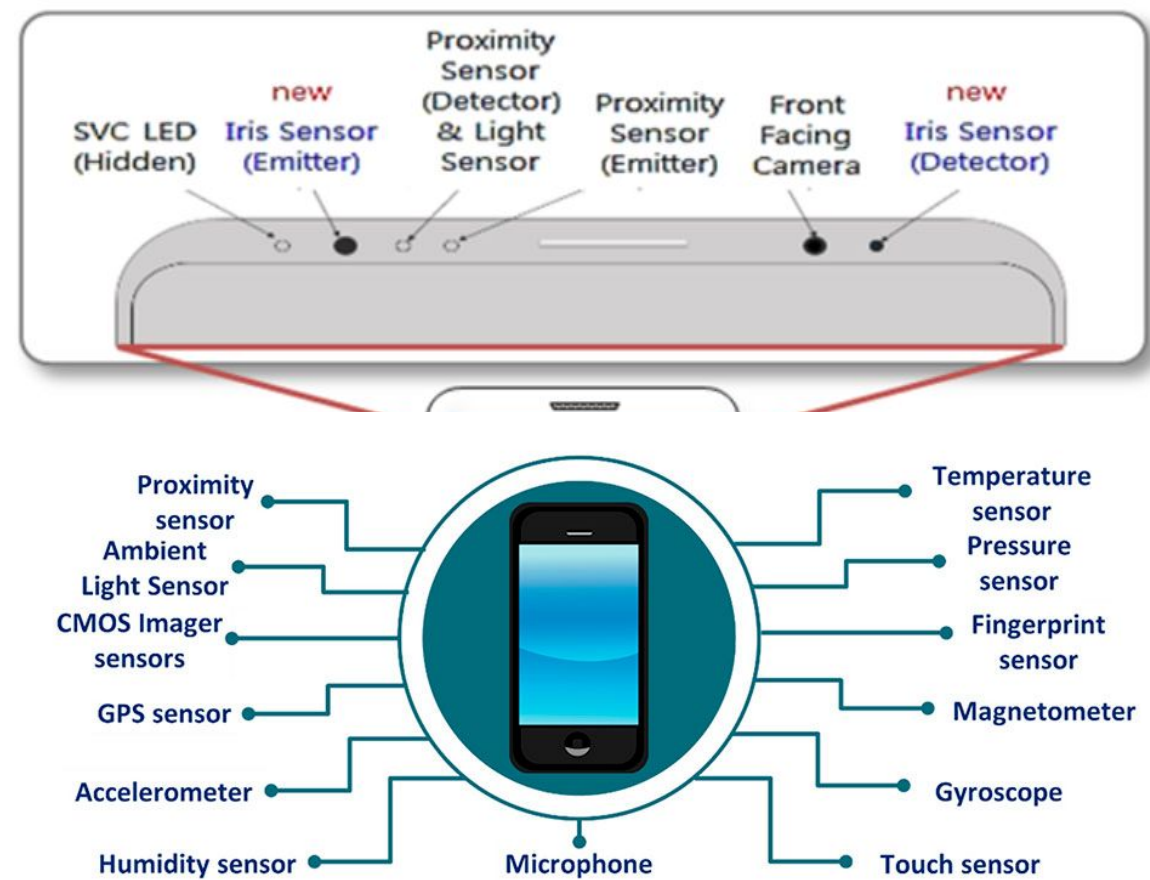 SVC LED
(Hidden)
new
Iris Sensor
(Emitter)
Proximity
Sensor
(Detector)
& Light
Sensor
Proximity
Sensor
(Emitter)
Front
Facing
Camera
new
Iris Sensor
(Detector)
Proximity
sensor
Ambient
Light Sensor
CMOS Imager
sensors
GPS sensor
Accelerometer
Humidity sensor
Microphone
Temperature
sensor
Pressure
sensor
Fingerprint
sensor
Magnetometer
Gyroscope
Touch sensor